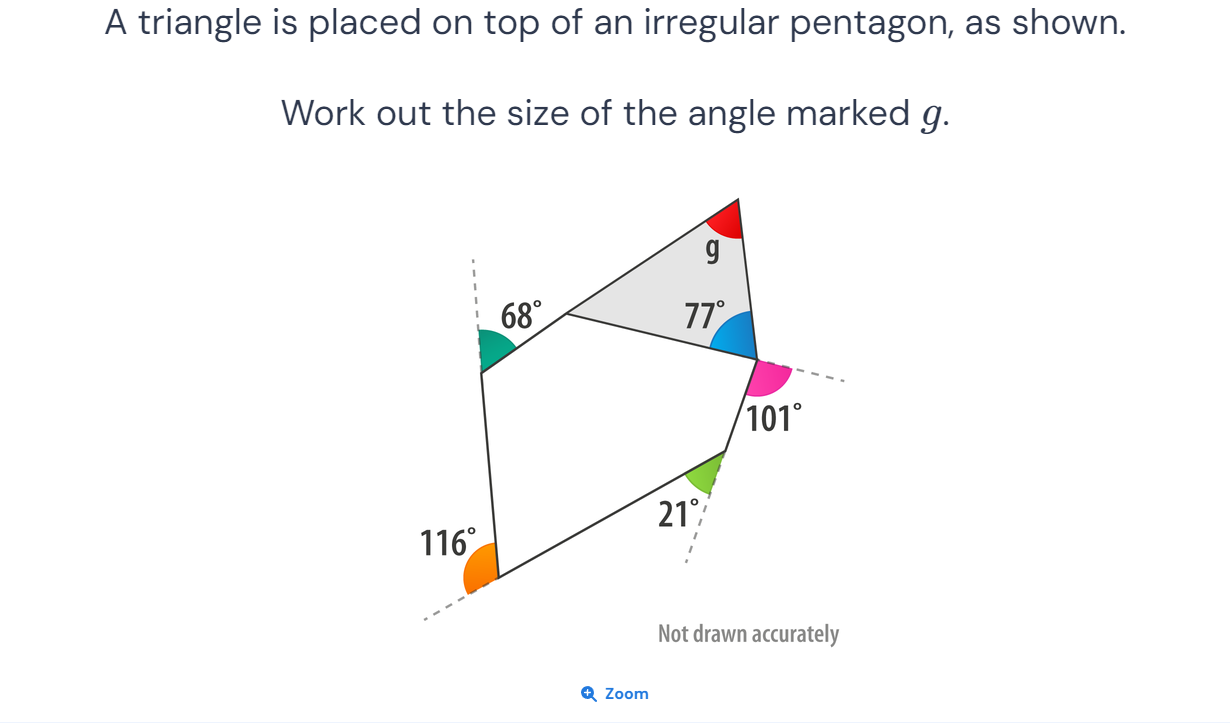 A triangle is placed on top of an irregular pentagon, as shown.
Work out the size of the angle marked g.
g
68°
77°
101°
21°
116°
Not drawn accurately
Zoom